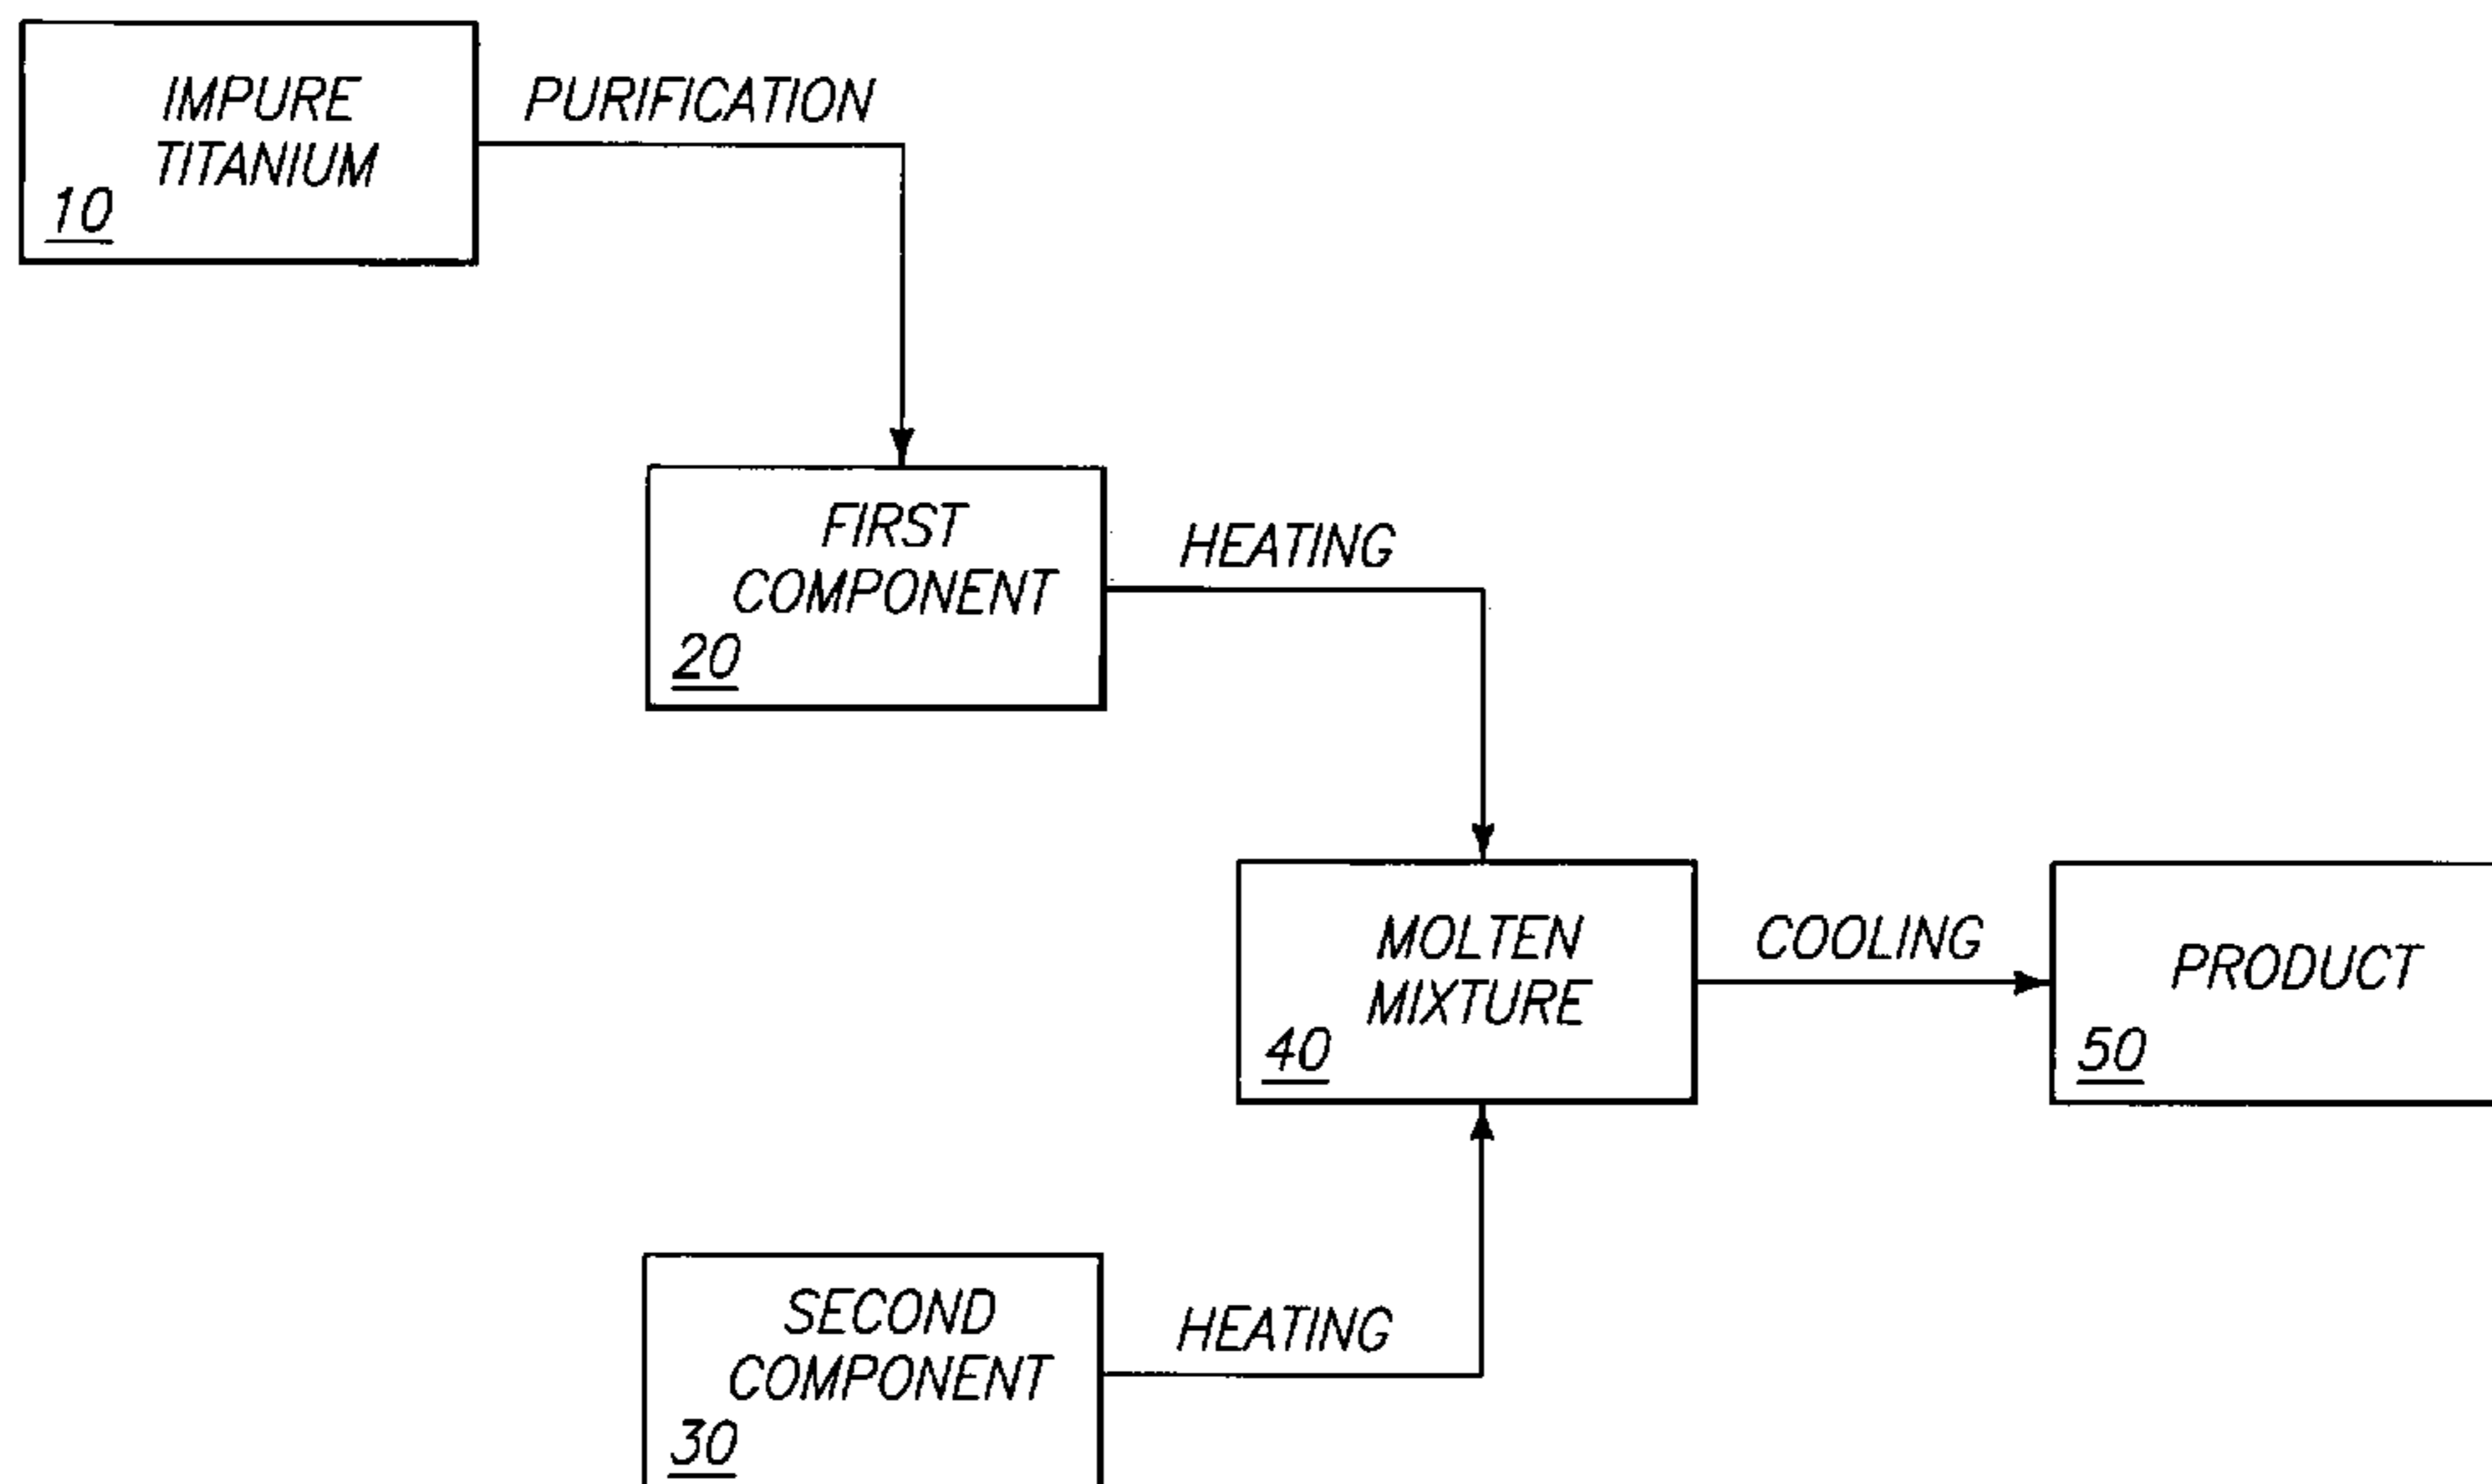 IMPURE
TITANIUM
10
PURIFICATION
FIRST
COMPONENT
20
HEATING
MOLTEN
MIXTURE
40
COOLING
PRODUCT
50
SECOND
COMPONENT
30
HEATING